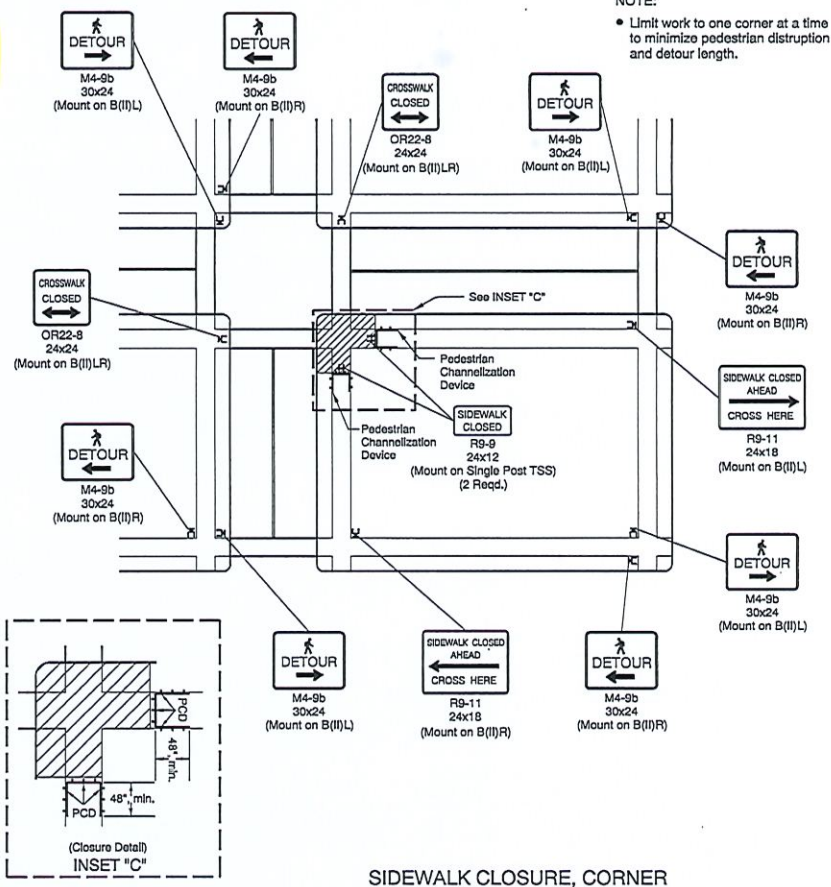 NOTE:
• Limit work to one corner at a time
to minimize pedestrian distruption
and detour length.
DETOUR
M4-9b
30x24
(Mount on B(II)L)
DETOUR
M4-9b
30x24
(Mount on B(II)R)
CROSSWALK
CLOSED
OR22-8
24x24
(Mount on B(II)LR)
DETOUR
M4-9b
30x24
(Mount on B(II)L)
DETOUR
M4-9b
30x24
(Mount on B(II)R)
CROSSWALK
CLOSED
OR22-8
24x24
(Mount on B(II)LR)
See INSET "C"
Pedestrian
Channelization
Device
SIDEWALK
CLOSED
R9-9
24x12
(Mount on Single Post TSS)
(2 Reqd.)
Pedestrian
Channelization
Device
SIDEWALK CLOSED
AHEAD
CROSS HERE
R9-11
24x18
(Mount on B(II)L)
DETOUR
M4-9b
30x24
(Mount on B(II)R)
DETOUR
M4-9b
30x24
(Mount on B(II)L)
DETOUR
M4-9b
30x24
(Mount on B(II)L)
SIDEWALK CLOSED
AHEAD
CROSS HERE
R9-11
24x18
(Mount on B(II)R)
DETOUR
M4-9b
30x24
(Mount on B(II)R)
PCD
48", min.
48", min.
PCD
(Closure Detail)
INSET "C"
SIDEWALK CLOSURE, CORNER